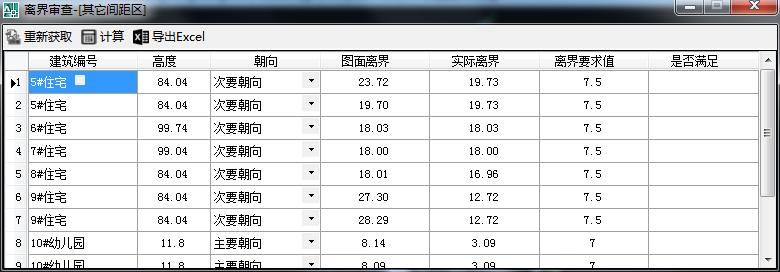 离界审查-[其它间距区]
重新获取 计算 导出Excel
建筑编号 高度 朝向 图面离界 实际离界 离界要求值 是否满足
1 5#住宅 84.04 次要朝向 23.72 19.73 7.5
2 5#住宅 84.04 次要朝向 19.70 19.73 7.5
3 6#住宅 99.74 次要朝向 18.03 18.03 7.5
4 7#住宅 99.04 次要朝向 18.00 18.00 7.5
5 8#住宅 84.04 次要朝向 18.01 16.96 7.5
6 9#住宅 84.04 次要朝向 27.30 12.72 7.5
7 9#住宅 84.04 次要朝向 28.29 12.72 7.5
8 10#幼儿园 11.8 主要朝向 8.14 3.09 7
9 10#幼儿园 11.8 主要朝向 8.09 3.09 7